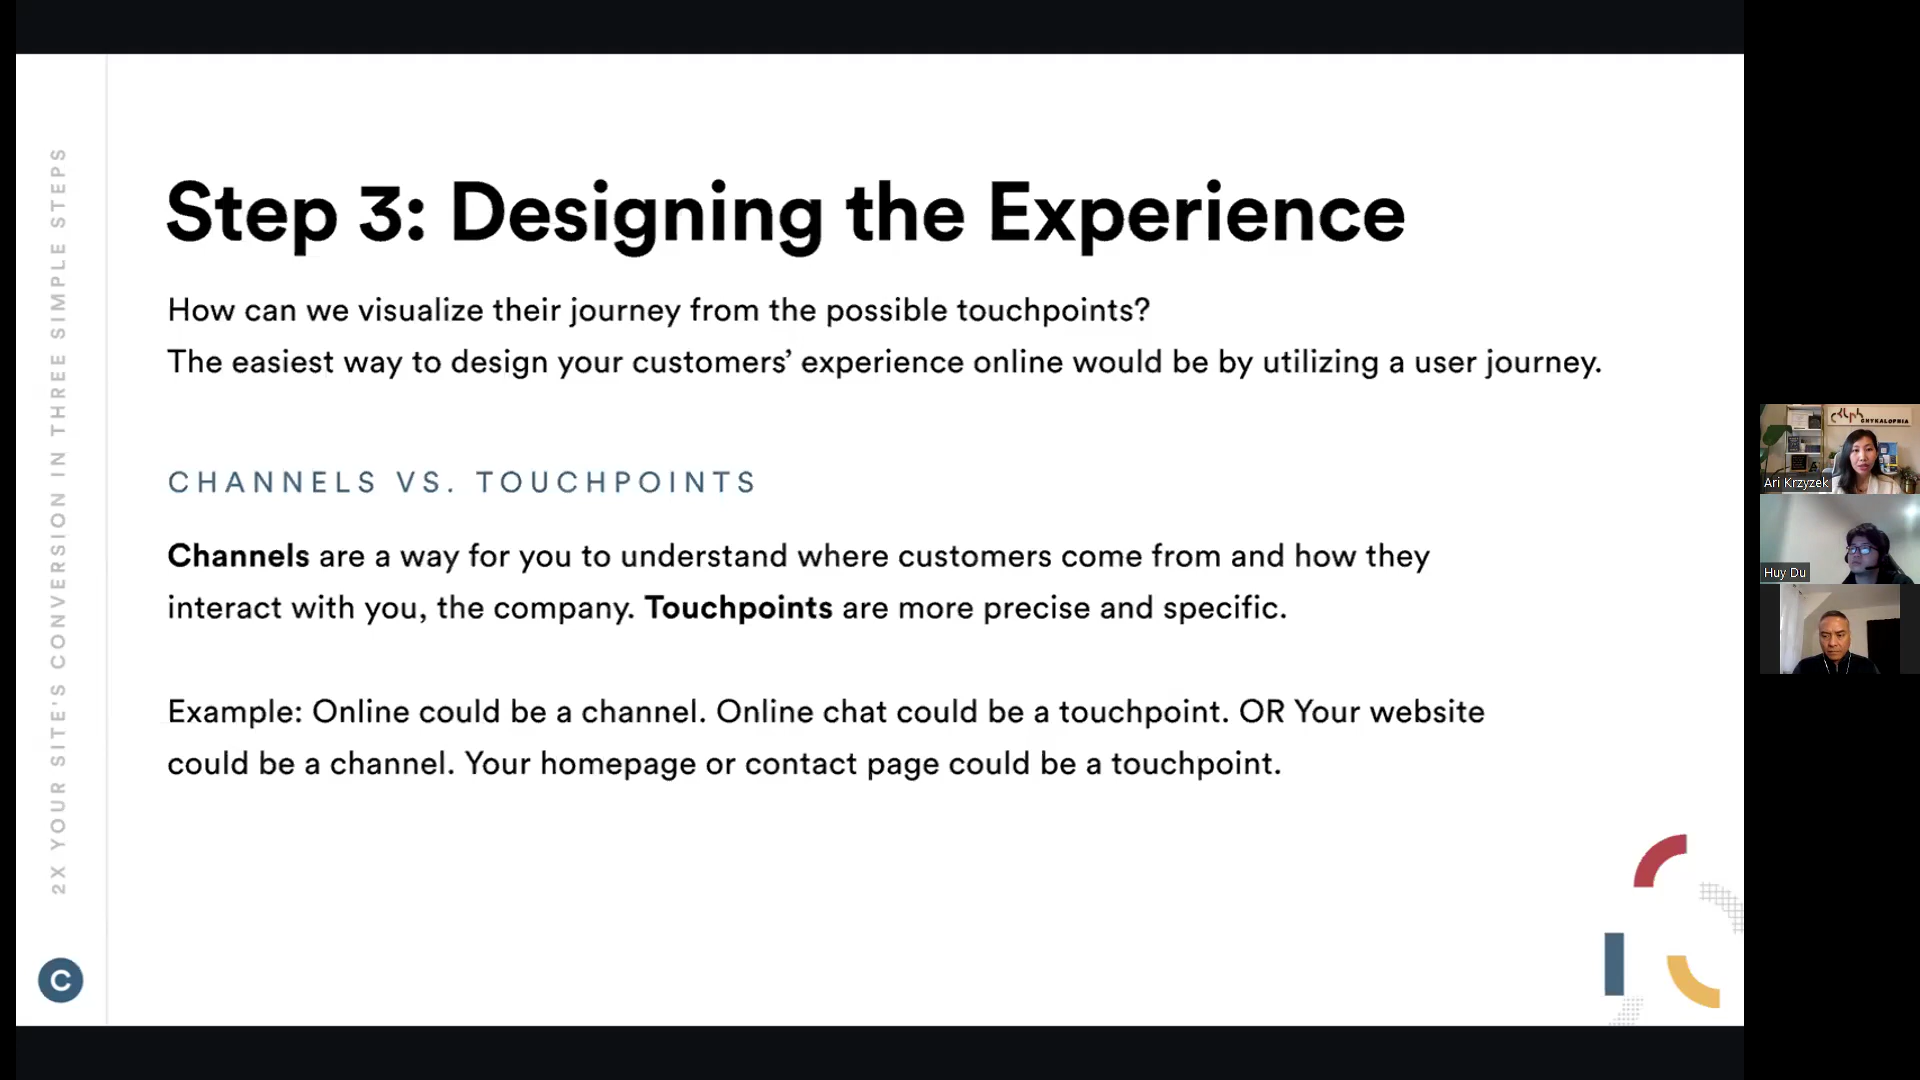 2X YOUR SITE'S CONVERSION IN THREE SIMPLE STEPS
C
Step 3: Designing the Experience
How can we visualize their journey from the possible touchpoints?
The easiest way to design your customers’ experience online would be by utilizing a user journey.
CHANNELS VS. TOUCHPOINTS
Channels are a way for you to understand where customers come from and how they
interact with you, the company. Touchpoints are more precise and specific.
Example: Online could be a channel. Online chat could be a touchpoint. OR Your website
could be a channel. Your homepage or contact page could be a touchpoint.
CHYKALOPHIA
Ari Krzyzek
Huy Du